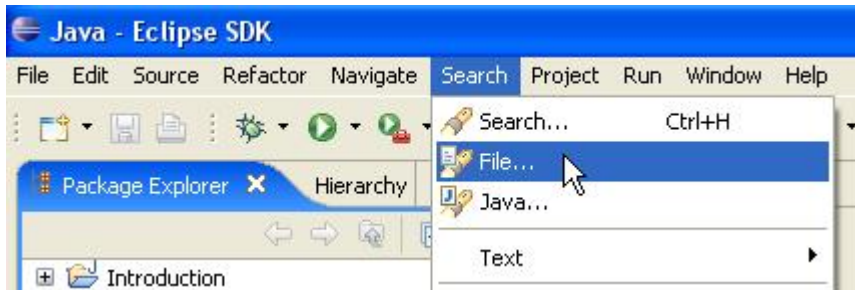 Java - Eclipse SDK
File Edit Source Refactor Navigate Search Project Run Window Help
Search... Ctrl+H
File...
Package Explorer Hierarchy
Java...
Text
Introduction